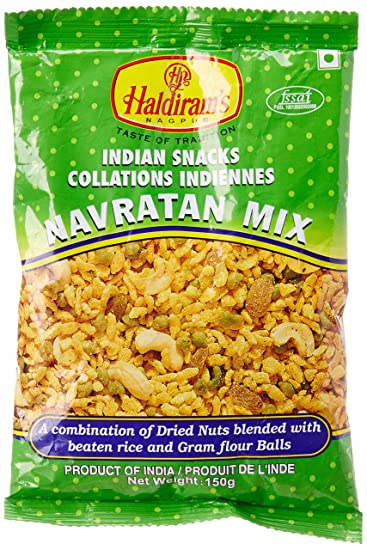 HR
Haldiram's
NAGPUR
TASTE OF TRADITION
fssai
INDIAN SNACKS
COLLATIONS INDIENNES
NAVRATAN MIX
A combination of Dried Nuts blended with
beaten rice and Gram flour Balls
PRODUCT OF INDIA/PRODUIT DE L'INDE
Net Weight:150g